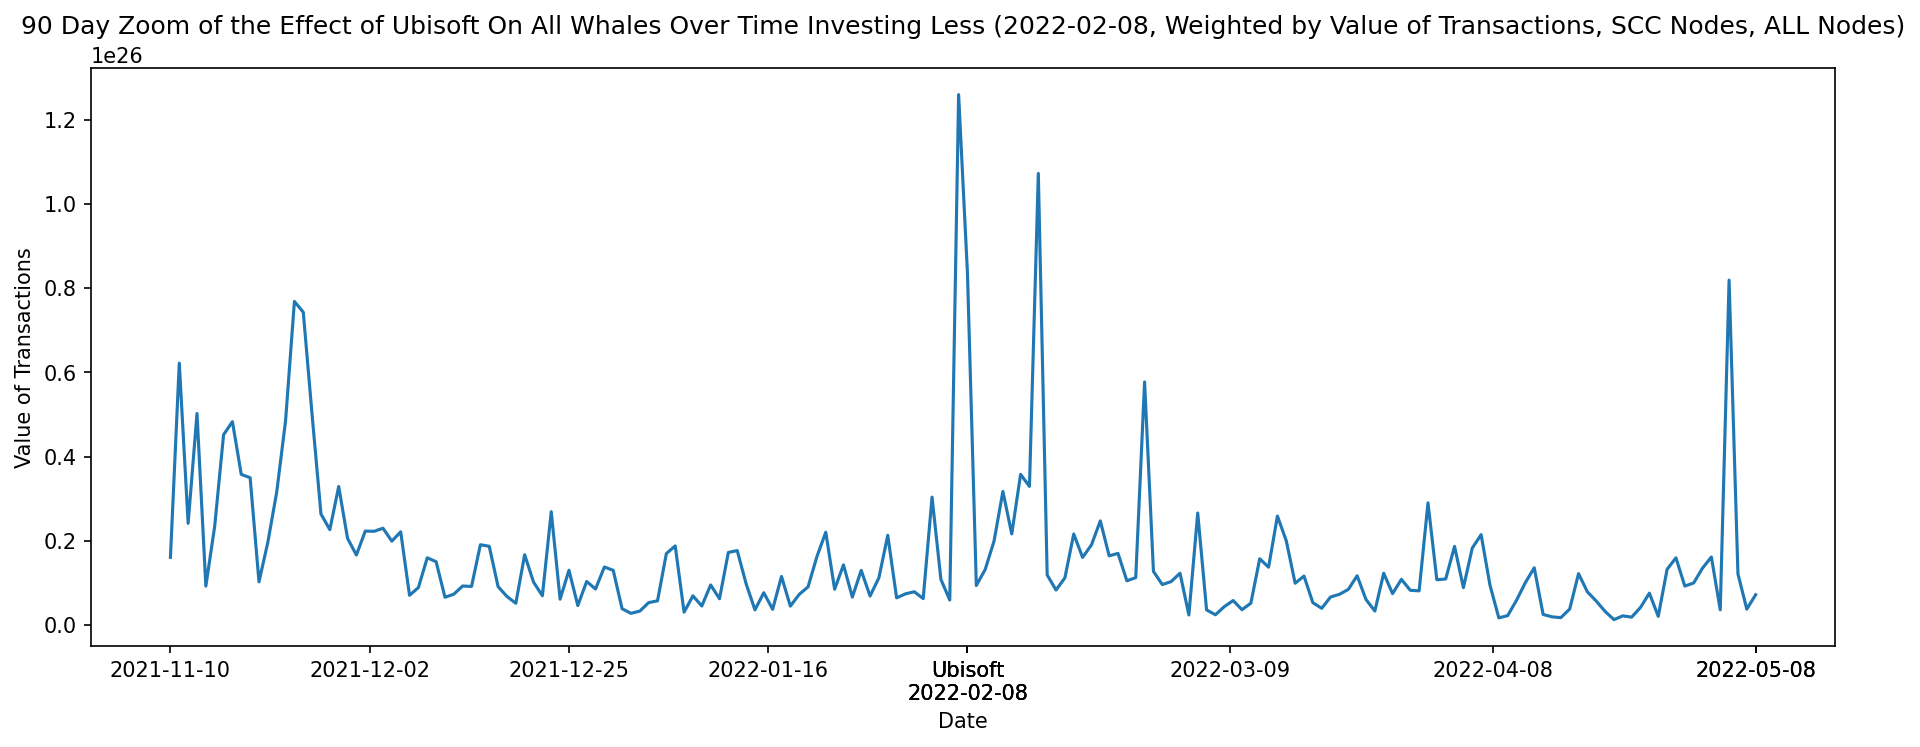 90 Day Zoom of the Effect of Ubisoft On All Whales Over Time Investing Less (2022-02-08, Weighted by Value of Transactions, SCC Nodes, ALL Nodes)
1e26
1.2
1.0
0.8
0.6
0.4
0.2
0.0
Value of Transactions
2021-11-10 2021-12-02 2021-12-25 2022-01-16 Ubisoft 2022-03-09 2022-04-08 2022-05-08
2022-02-08
Date